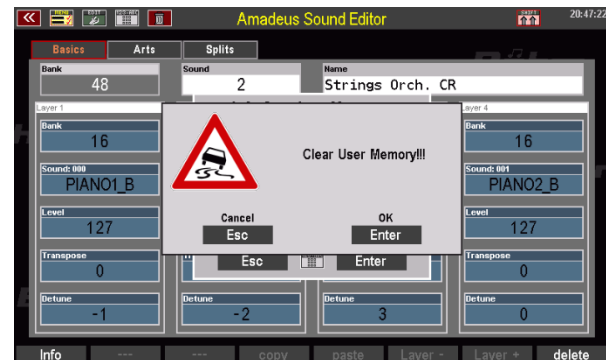 MENU EDIT Amadeus Sound Editor SHIFT 20:47:22
Basics Arts Splits
Bank Sound Name
48 2 Strings Orch. CR
Layer 1 Layer 4
Bank Bank
16 16
Clear User Memory!!!
Sound: 000 Sound: 001
PIANO1_B PIANO2_B
Level Level
127 127
Cancel OK
Esc Enter
Transpose Transpose
0 Esc Enter 0
Detune Detune Detune Detune
-1 -2 3 0
Info --- --- copy paste Layer - Layer + delete